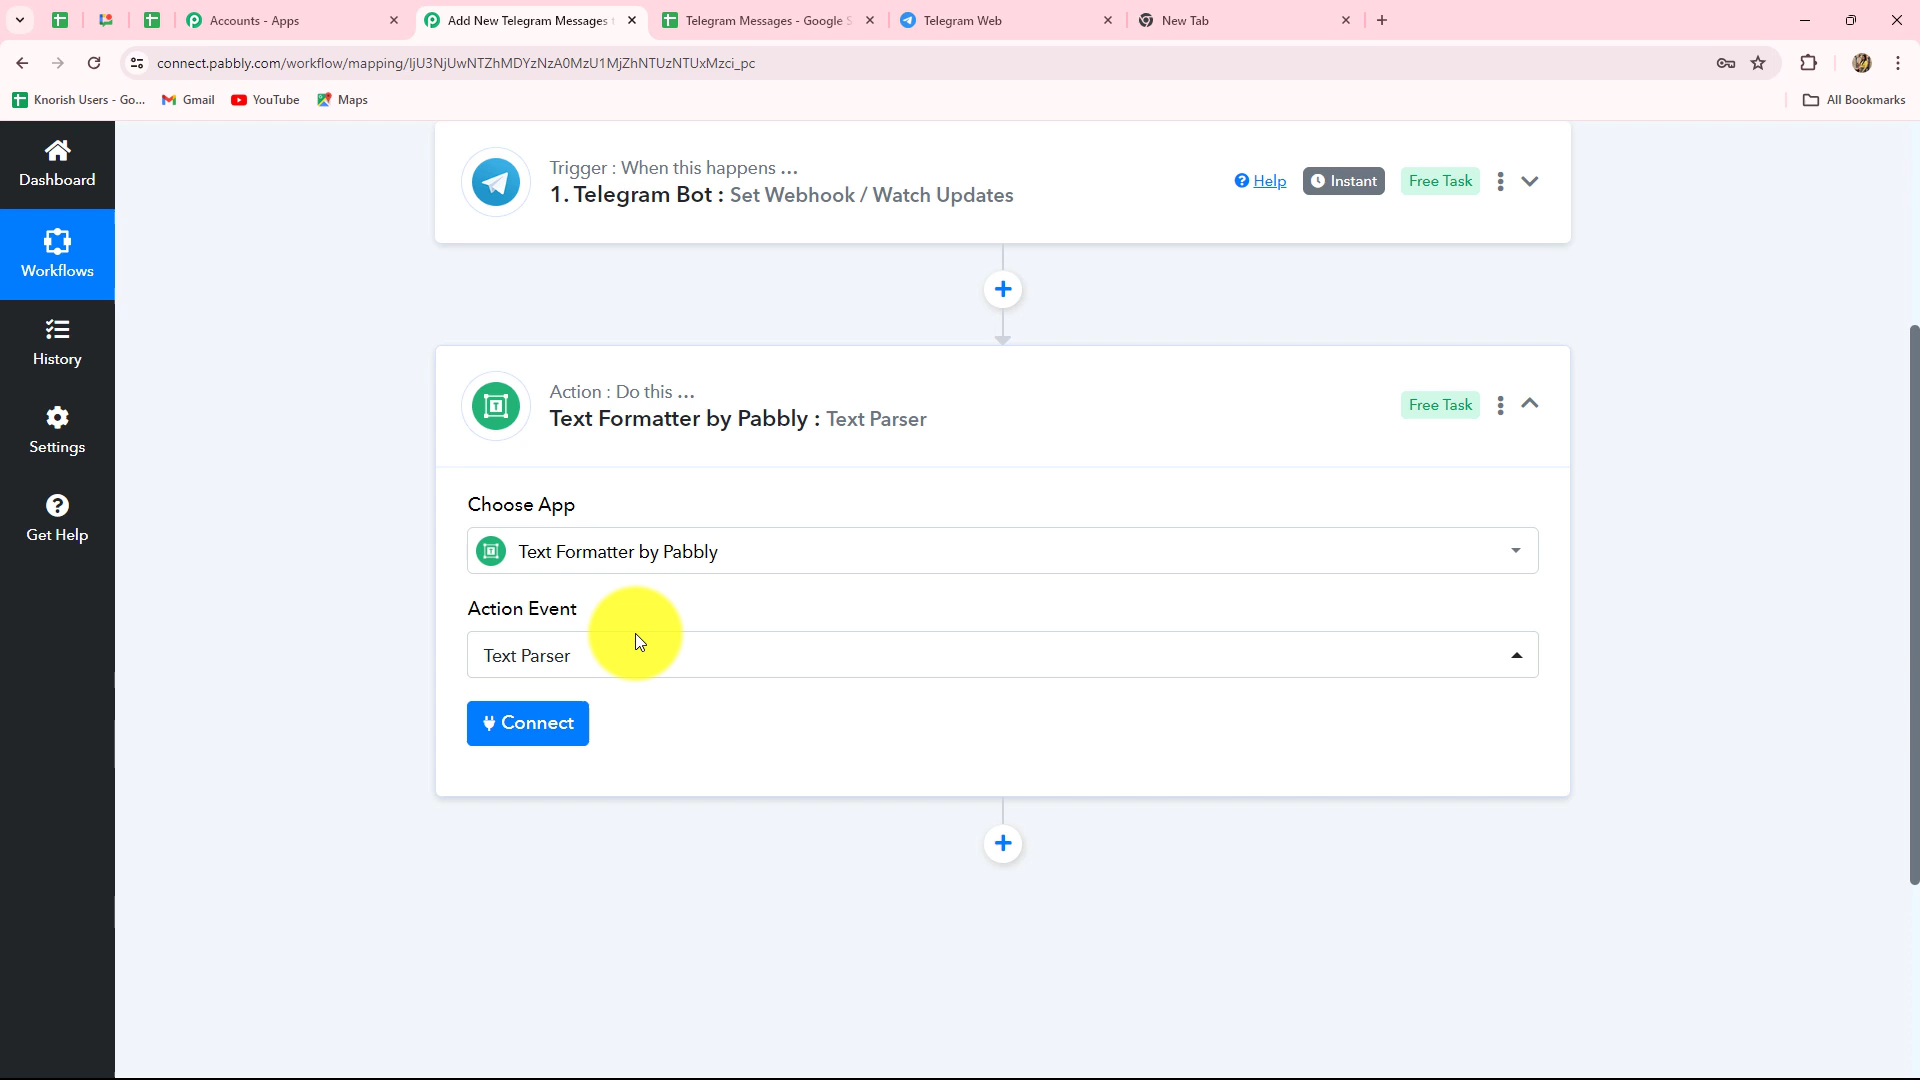 Accounts - Apps
Add New Telegram Messages
Telegram Messages - Google S
Telegram Web
New Tab
connect.pabbly.com/workflow/mapping/IjU3NjUwNTZhMDYzNzA0MzU1MjZhNTUzNTUxMzci_pc
Knorish Users - Go...
Gmail
YouTube
Maps
All Bookmarks
Dashboard
Workflows
History
Settings
Get Help
Trigger : When this happens ...
1. Telegram Bot : Set Webhook / Watch Updates
Help
Instant
Free Task
Action : Do this ...
Text Formatter by Pabbly : Text Parser
Free Task
Choose App
Text Formatter by Pabbly
Action Event
Text Parser
Connect